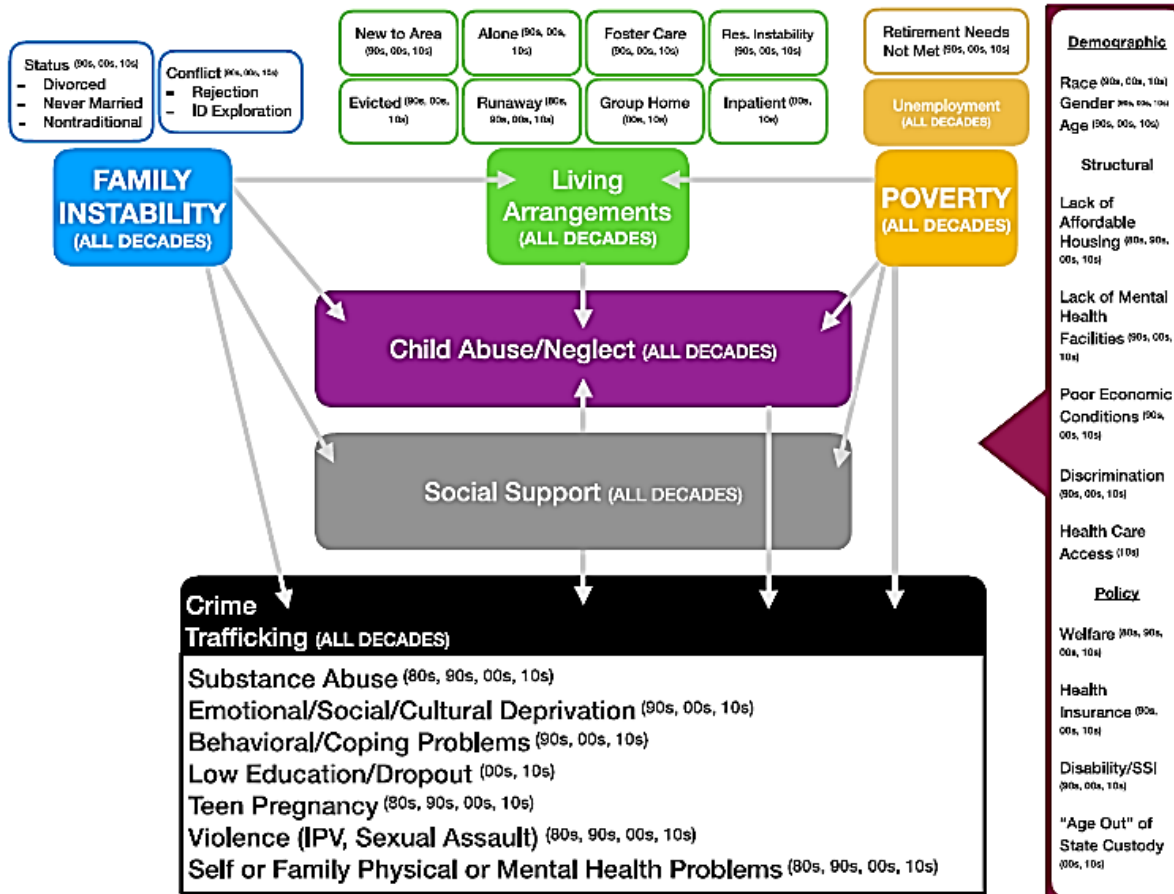 Status (90s, 00s, 10s)
- Divorced
- Never Married
- Nontraditional
Conflict (90s, 00s, 10s)
- Rejection
- ID Exploration
New to Area
(90s, 00s, 10s)
Alone (90s, 00s,
10s)
Foster Care
(90s, 00s, 10s)
Res. Instability
(90s, 00s, 10s)
Evicted (90s, 00s,
10s)
Runaway (80s,
90s, 00s, 10s)
Group Home
(00s, 10s)
Inpatient (00s,
10s)
Retirement Needs
Not Met (90s, 00s, 10s)
Unemployment
(ALL DECADES)
FAMILY
INSTABILITY
(ALL DECADES)
Living
Arrangements
(ALL DECADES)
POVERTY
(ALL DECADES)
Child Abuse/Neglect (ALL DECADES)
Social Support (ALL DECADES)
Crime
Trafficking (ALL DECADES)
Substance Abuse (80s, 90s, 00s, 10s)
Emotional/Social/Cultural Deprivation (90s, 00s, 10s)
Behavioral/Coping Problems (90s, 00s, 10s)
Low Education/Dropout (00s, 10s)
Teen Pregnancy (80s, 90s, 00s, 10s)
Violence (IPV, Sexual Assault) (80s, 90s, 00s, 10s)
Self or Family Physical or Mental Health Problems (80s, 90s, 00s, 10s)
Demographic
Race (90s, 00s, 10s)
Gender (90s, 00s, 10s)
Age (90s, 00s, 10s)
Structural
Lack of
Affordable
Housing (80s, 90s,
00s, 10s)
Lack of Mental
Health
Facilities (90s, 00s,
10s)
Poor Economic
Conditions (90s,
00s, 10s)
Discrimination
(90s, 00s, 10s)
Health Care
Access (10s)
Policy
Welfare (80s, 90s,
00s, 10s)
Health
Insurance (90s,
00s, 10s)
Disability/SSI
(90s, 00s, 10s)
"Age Out" of
State Custody
(00s, 10s)